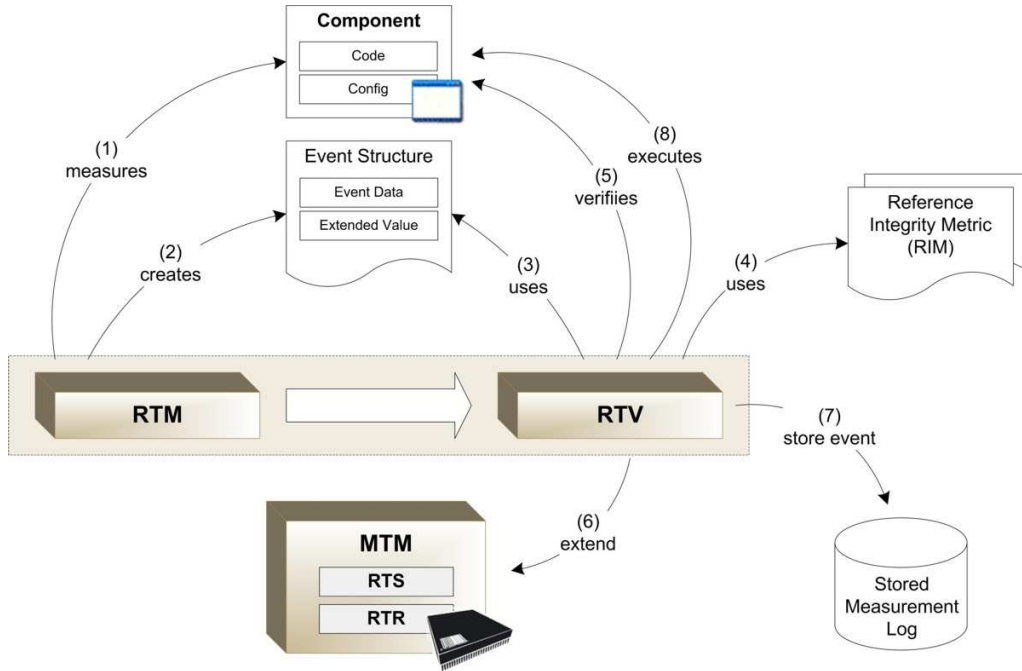 Component
Code
Config
(1)
measures
Event Structure
Event Data
Extended Value
(2)
creates
(3)
uses
(5)
verifiies
(8)
executes
(4)
uses
Reference
Integrity Metric
(RIM)
RTM
RTV
(7)
store event
(6)
extend
MTM
RTS
RTR
Stored
Measurement
Log